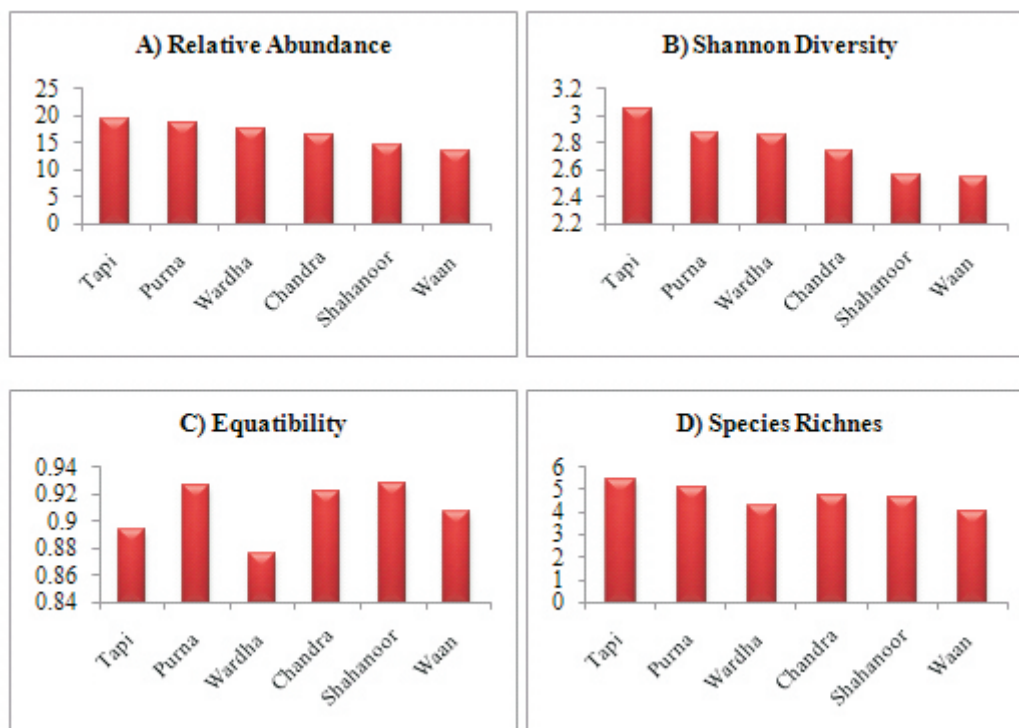 A) Relative Abundance
25
20
15
10
5
0
Tapi
Purna
Wardha
Chandra
Shahanoor
Waan
B) Shannon Diversity
3.2
3
2.8
2.6
2.4
2.2
Tapi
Purna
Wardha
Chandra
Shahanoor
Waan
C) Equatibility
0.94
0.92
0.9
0.88
0.86
0.84
Tapi
Purna
Wardha
Chandra
Shahanoor
Waan
D) Species Richnes
6
5
4
3
2
1
0
Tapi
Purna
Wardha
Chandra
Shahanoor
Waan